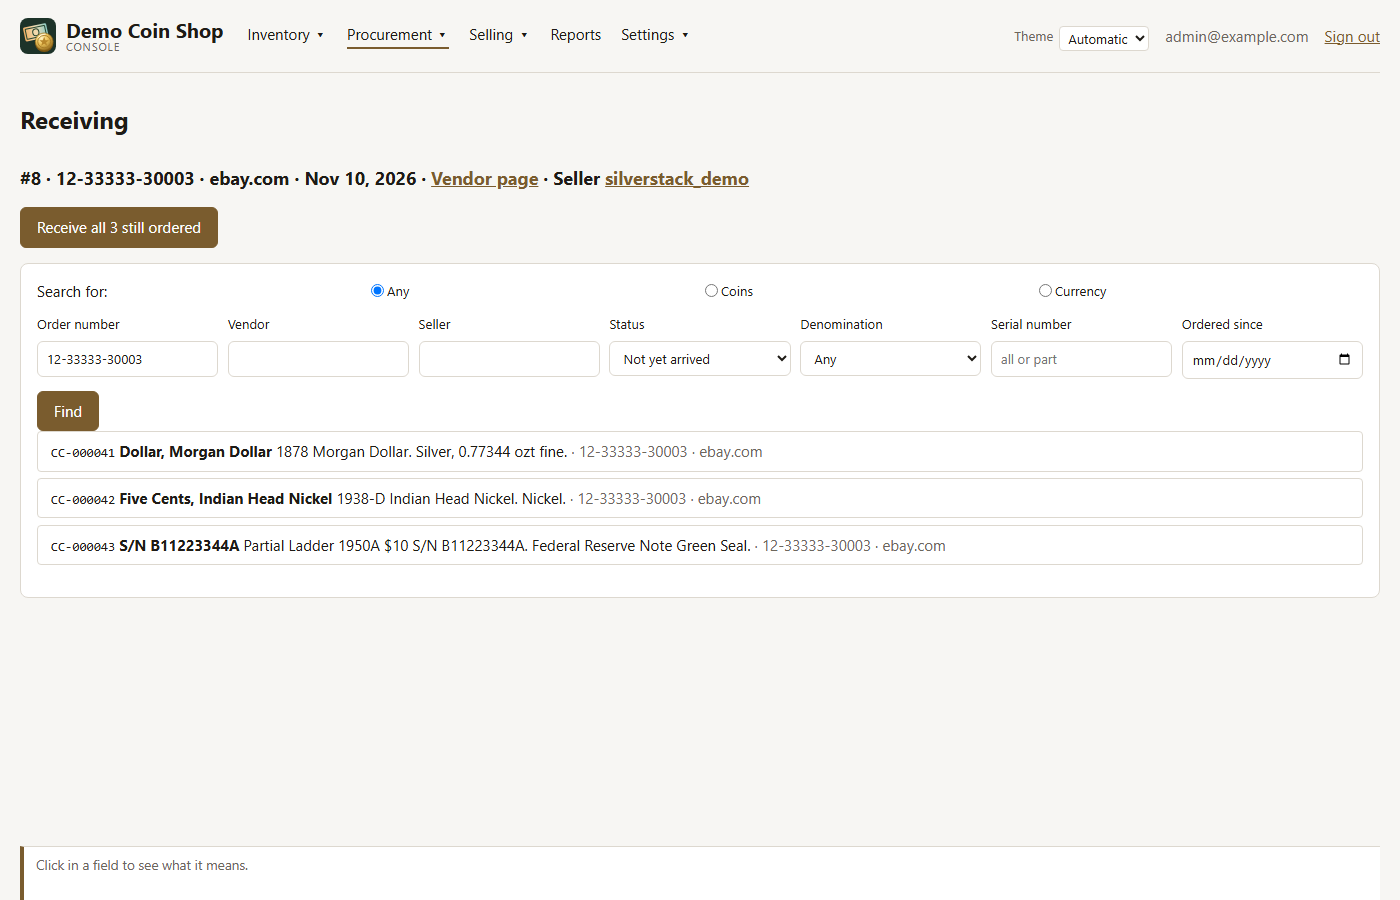 Demo Coin Shop
CONSOLE
Inventory ▼ Procurement ▼ Selling ▼ Reports Settings ▼
Theme Automatic admin@example.com Sign out
Receiving
#8 · 12-33333-30003 · ebay.com · Nov 10, 2026 · Vendor page · Seller silverstack_demo
Receive all 3 still ordered
Search for: Any Coins Currency
Order number Vendor Seller Status Denomination Serial number Ordered since
12-33333-30003 Not yet arrived Any all or part mm/dd/yyyy
Find
CC-000041 Dollar, Morgan Dollar 1878 Morgan Dollar. Silver, 0.77344 ozt fine. · 12-33333-30003 · ebay.com
CC-000042 Five Cents, Indian Head Nickel 1938-D Indian Head Nickel. Nickel. · 12-33333-30003 · ebay.com
CC-000043 S/N B11223344A Partial Ladder 1950A $10 S/N B11223344A. Federal Reserve Note Green Seal. · 12-33333-30003 · ebay.com
Click in a field to see what it means.